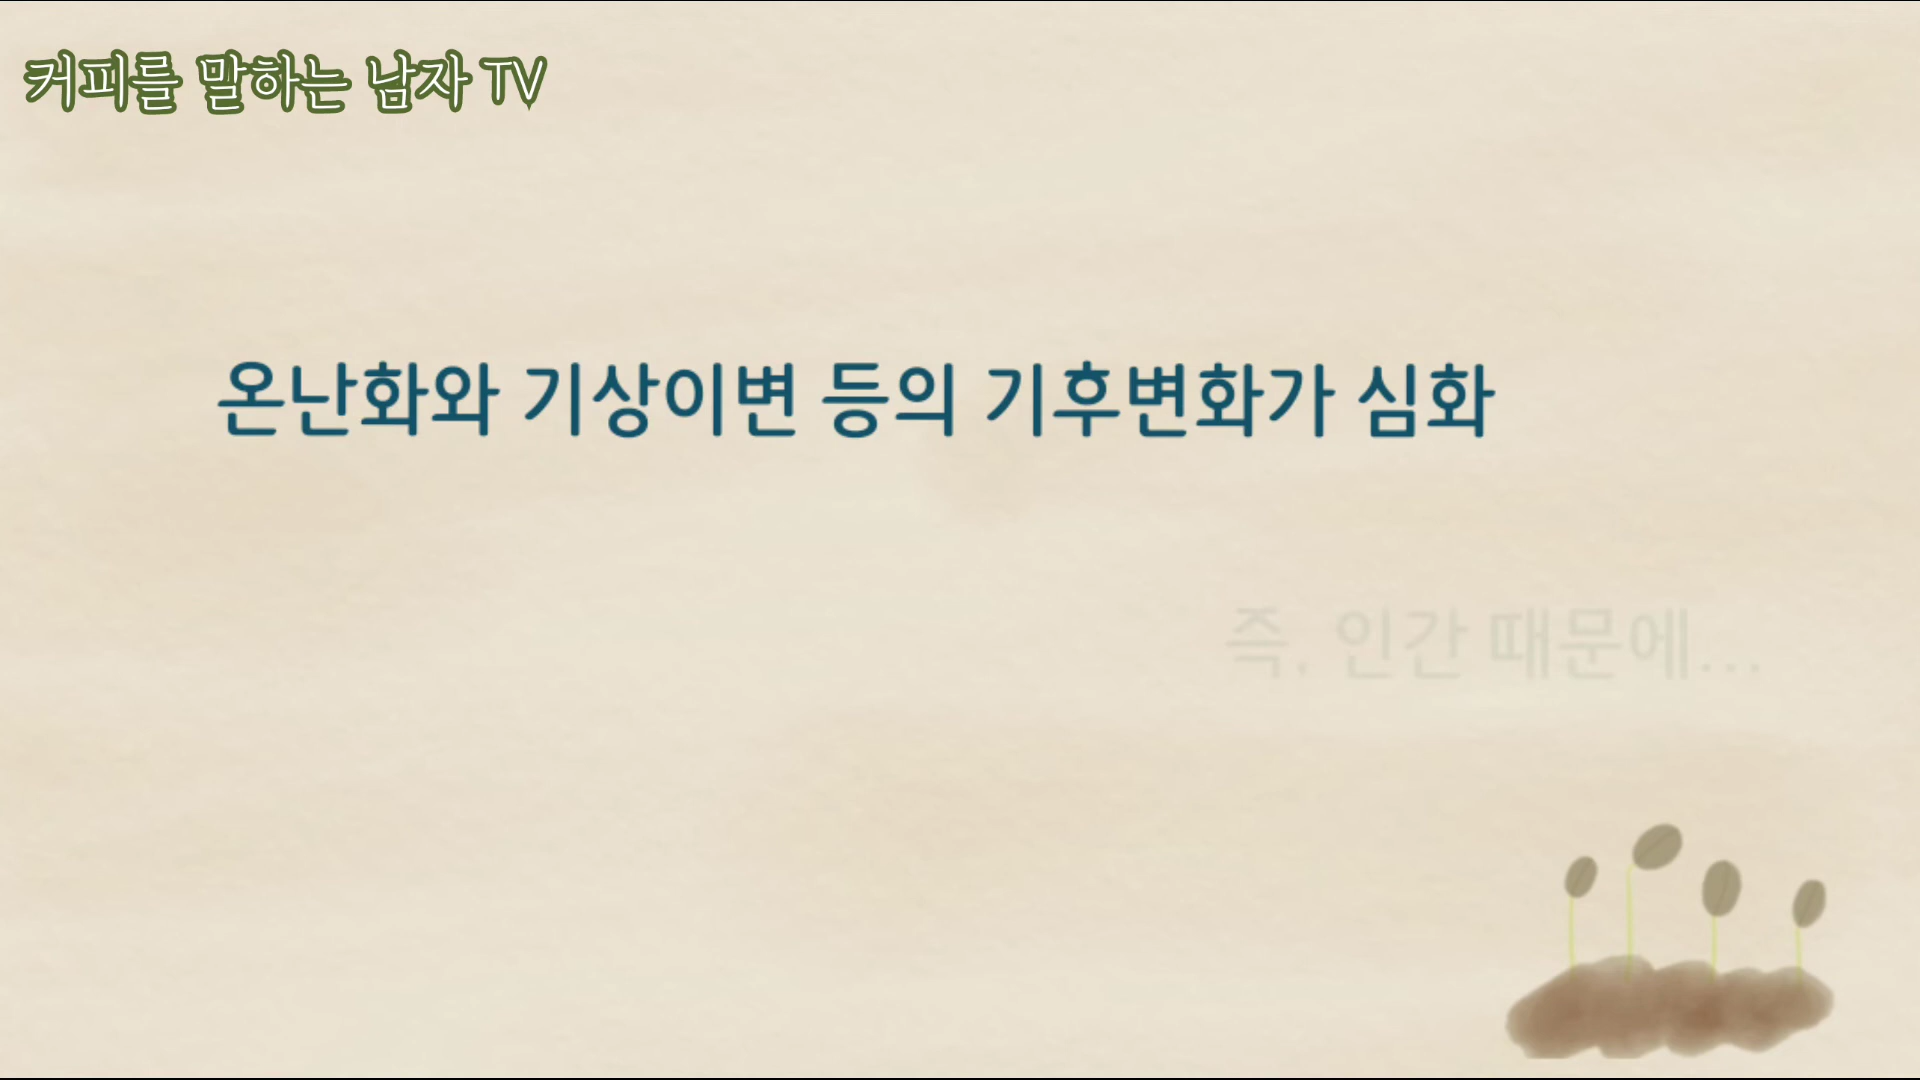 커피를 말하는 남자 TV
온난화와 기상이변 등의 기후변화가 심화
즉, 인간 때문에...